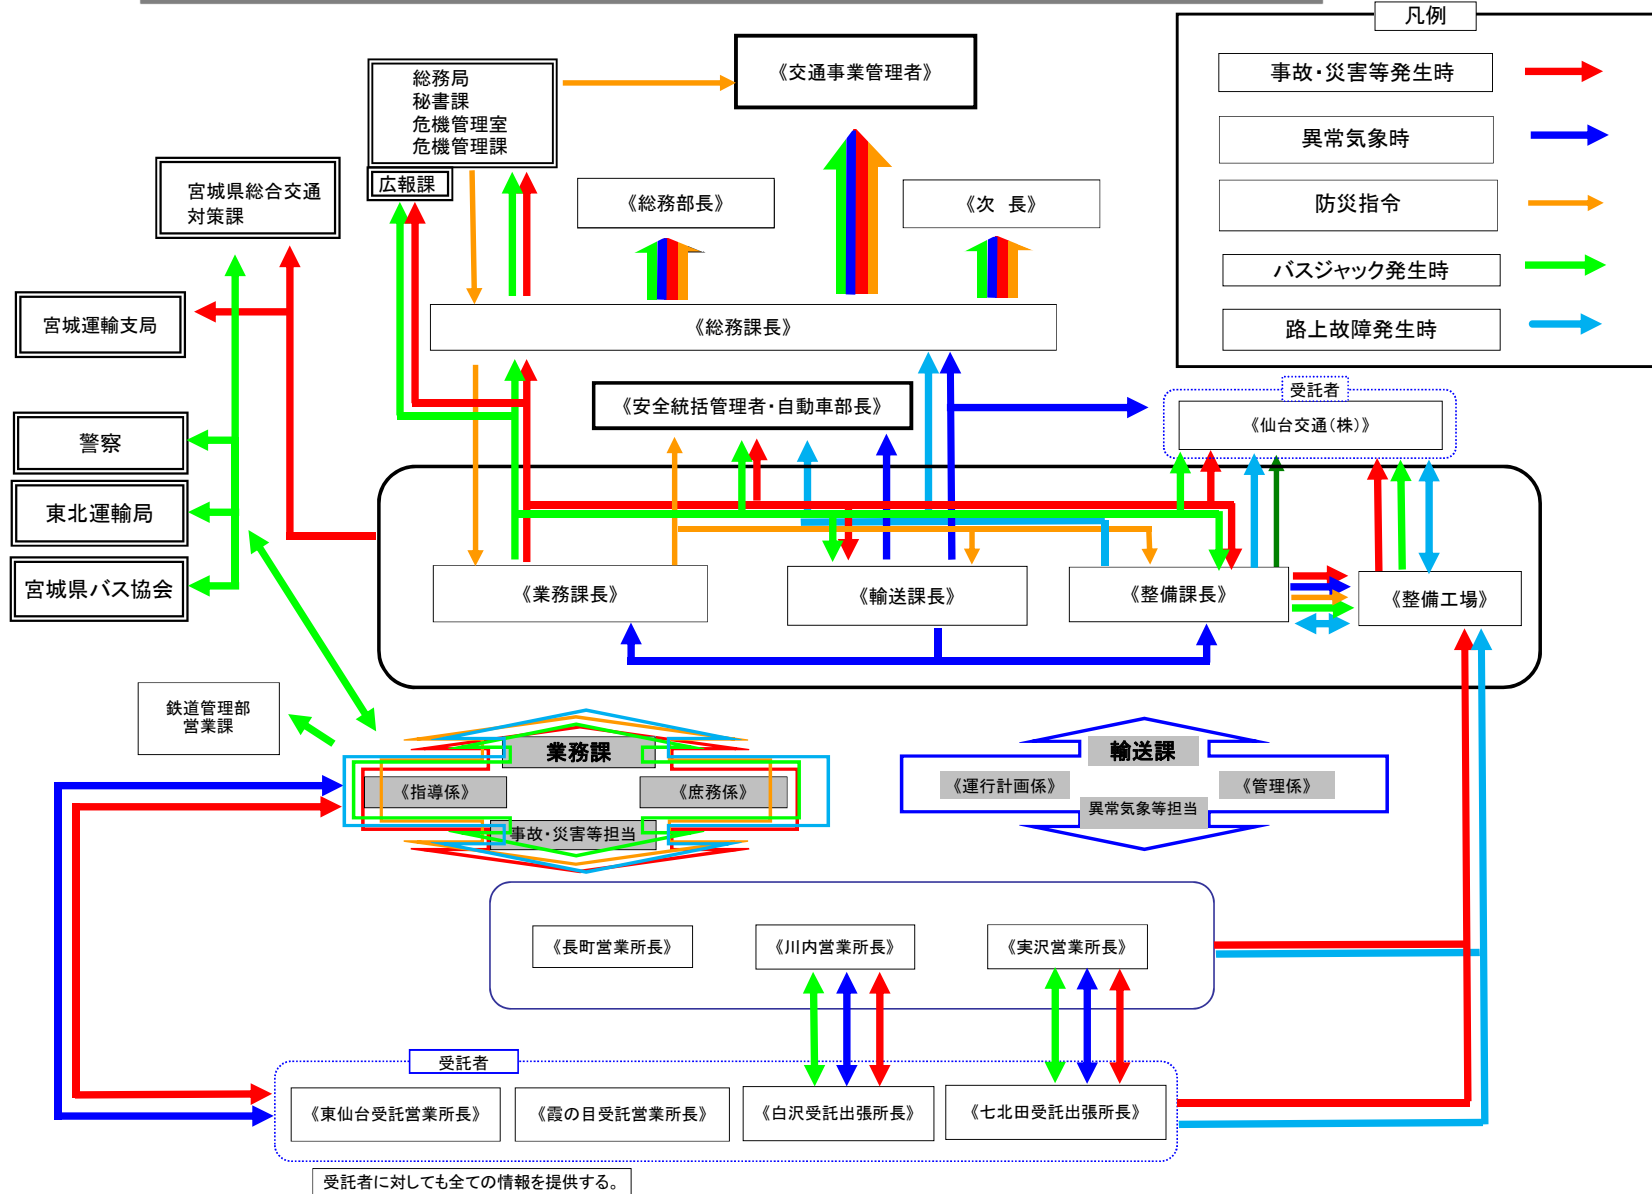 凡例
事故・災害等発生時
異常気象時
防災指令
バスジャック発生時
路上故障発生時
総務局
秘書課
危機管理室
危機管理課
広報課
《交通事業管理者》
宮城県総合交通
対策課
《総務部長》
《次　長》
宮城運輸支局
《総務課長》
《安全統括管理者・自動車部長》
受託者
《仙台交通（株）》
警察
東北運輸局
宮城県バス協会
《業務課長》
《輸送課長》
《整備課長》
《整備工場》
鉄道管理部
営業課
業務課
《指導係》
《庶務係》
事故・災害等担当
輸送課
《運行計画係》
《管理係》
異常気象等担当
《長町営業所長》
《川内営業所長》
《実沢営業所長》
受託者
《東仙台受託営業所長》
《霞の目受託営業所長》
《白沢受託出張所長》
《七北田受託出張所長》
受託者に対しても全ての情報を提供する。